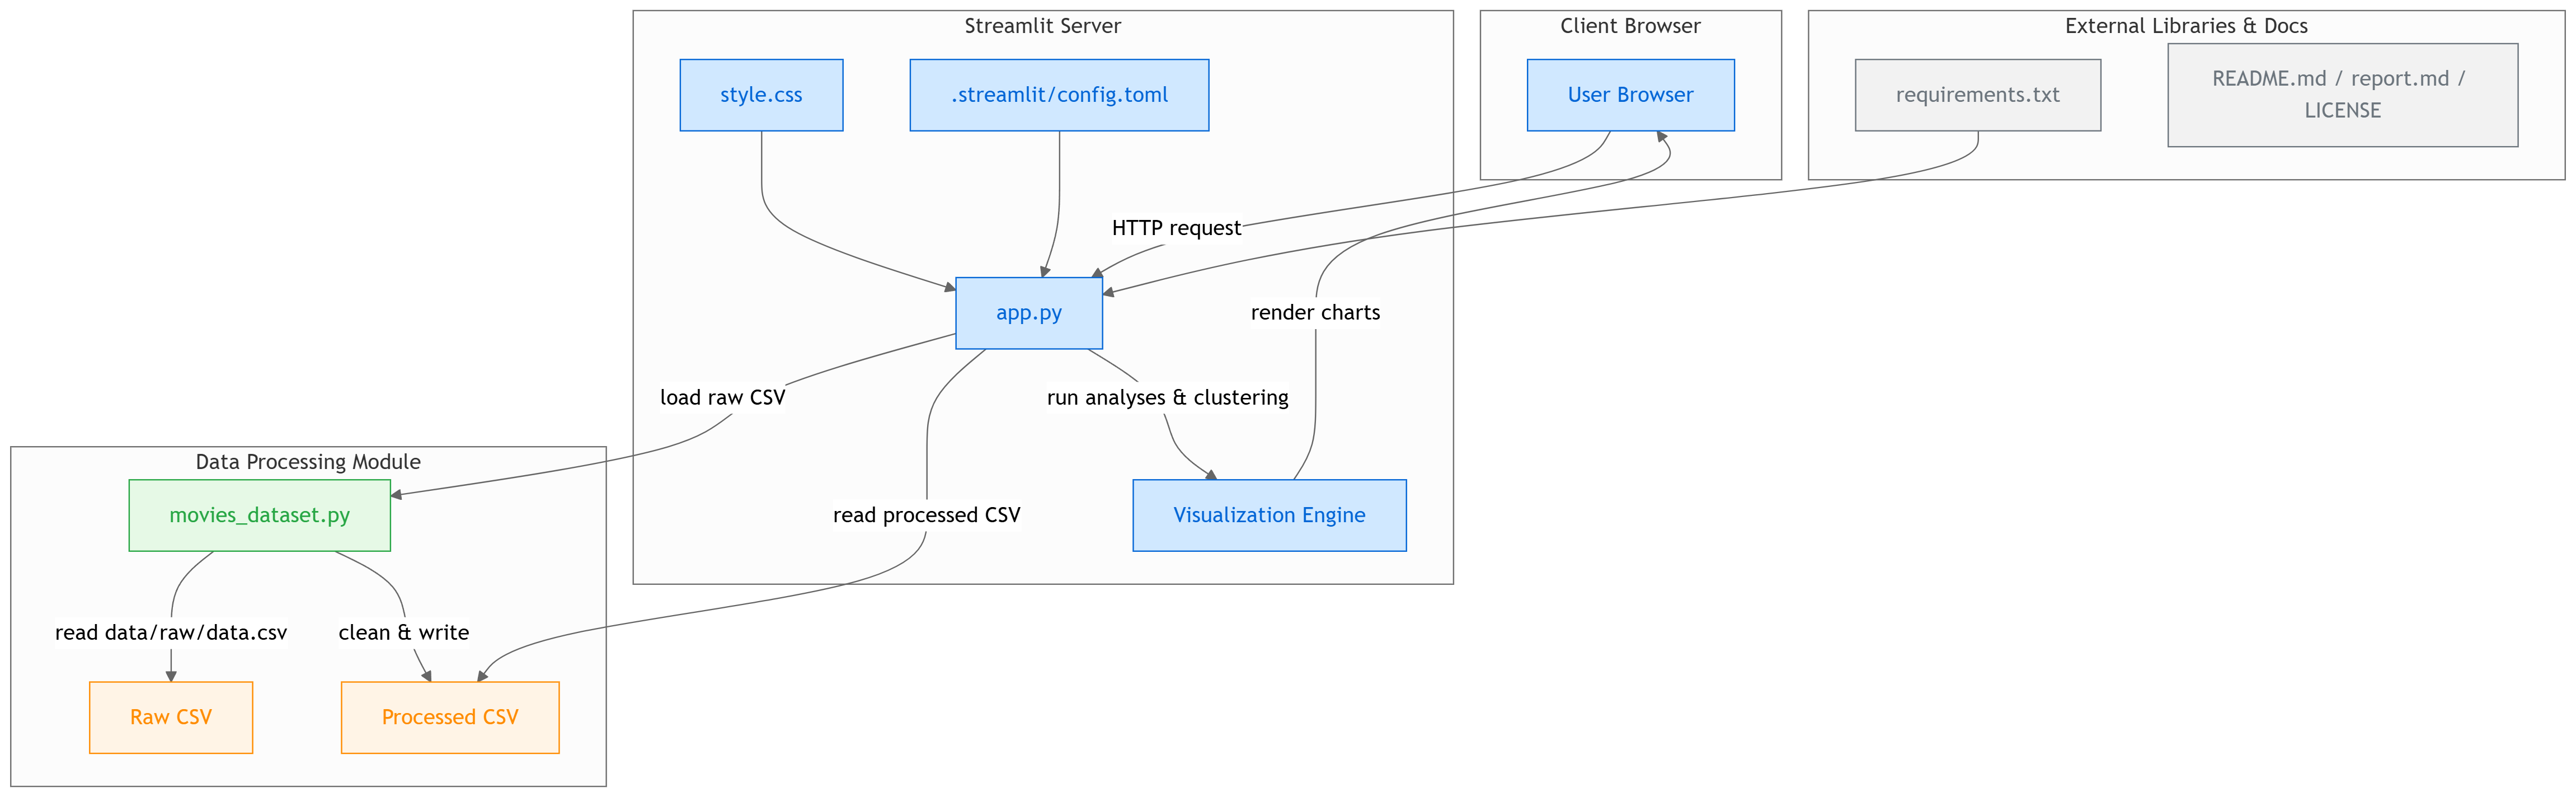 Streamlit Server
Client Browser
External Libraries & Docs
style.css
.streamlit/config.toml
User Browser
requirements.txt
README.md / report.md /
LICENSE
HTTP request
app.py
render charts
load raw CSV
run analyses & clustering
Data Processing Module
movies_dataset.py
read processed CSV
Visualization Engine
read data/raw/data.csv
clean & write
Raw CSV
Processed CSV